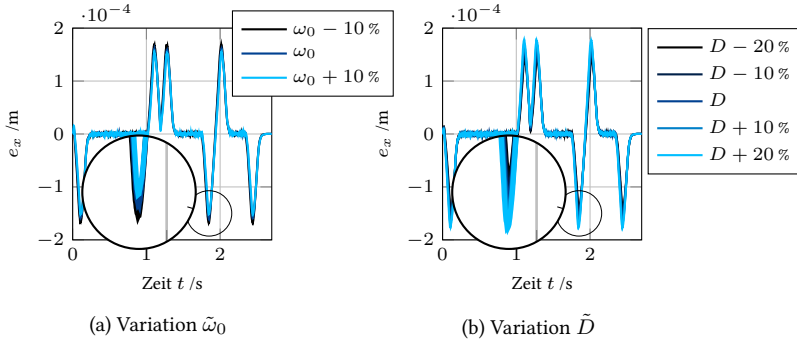 ·10⁻⁴
2
1
0
−1
−2
e_x /m
0
1
2
Zeit t /s
ω₀ − 10 %
ω₀
ω₀ + 10 %
(a) Variation ω̃₀
·10⁻⁴
2
1
0
−1
−2
e_x /m
0
1
2
Zeit t /s
D − 20 %
D − 10 %
D
D + 10 %
D + 20 %
(b) Variation D̃